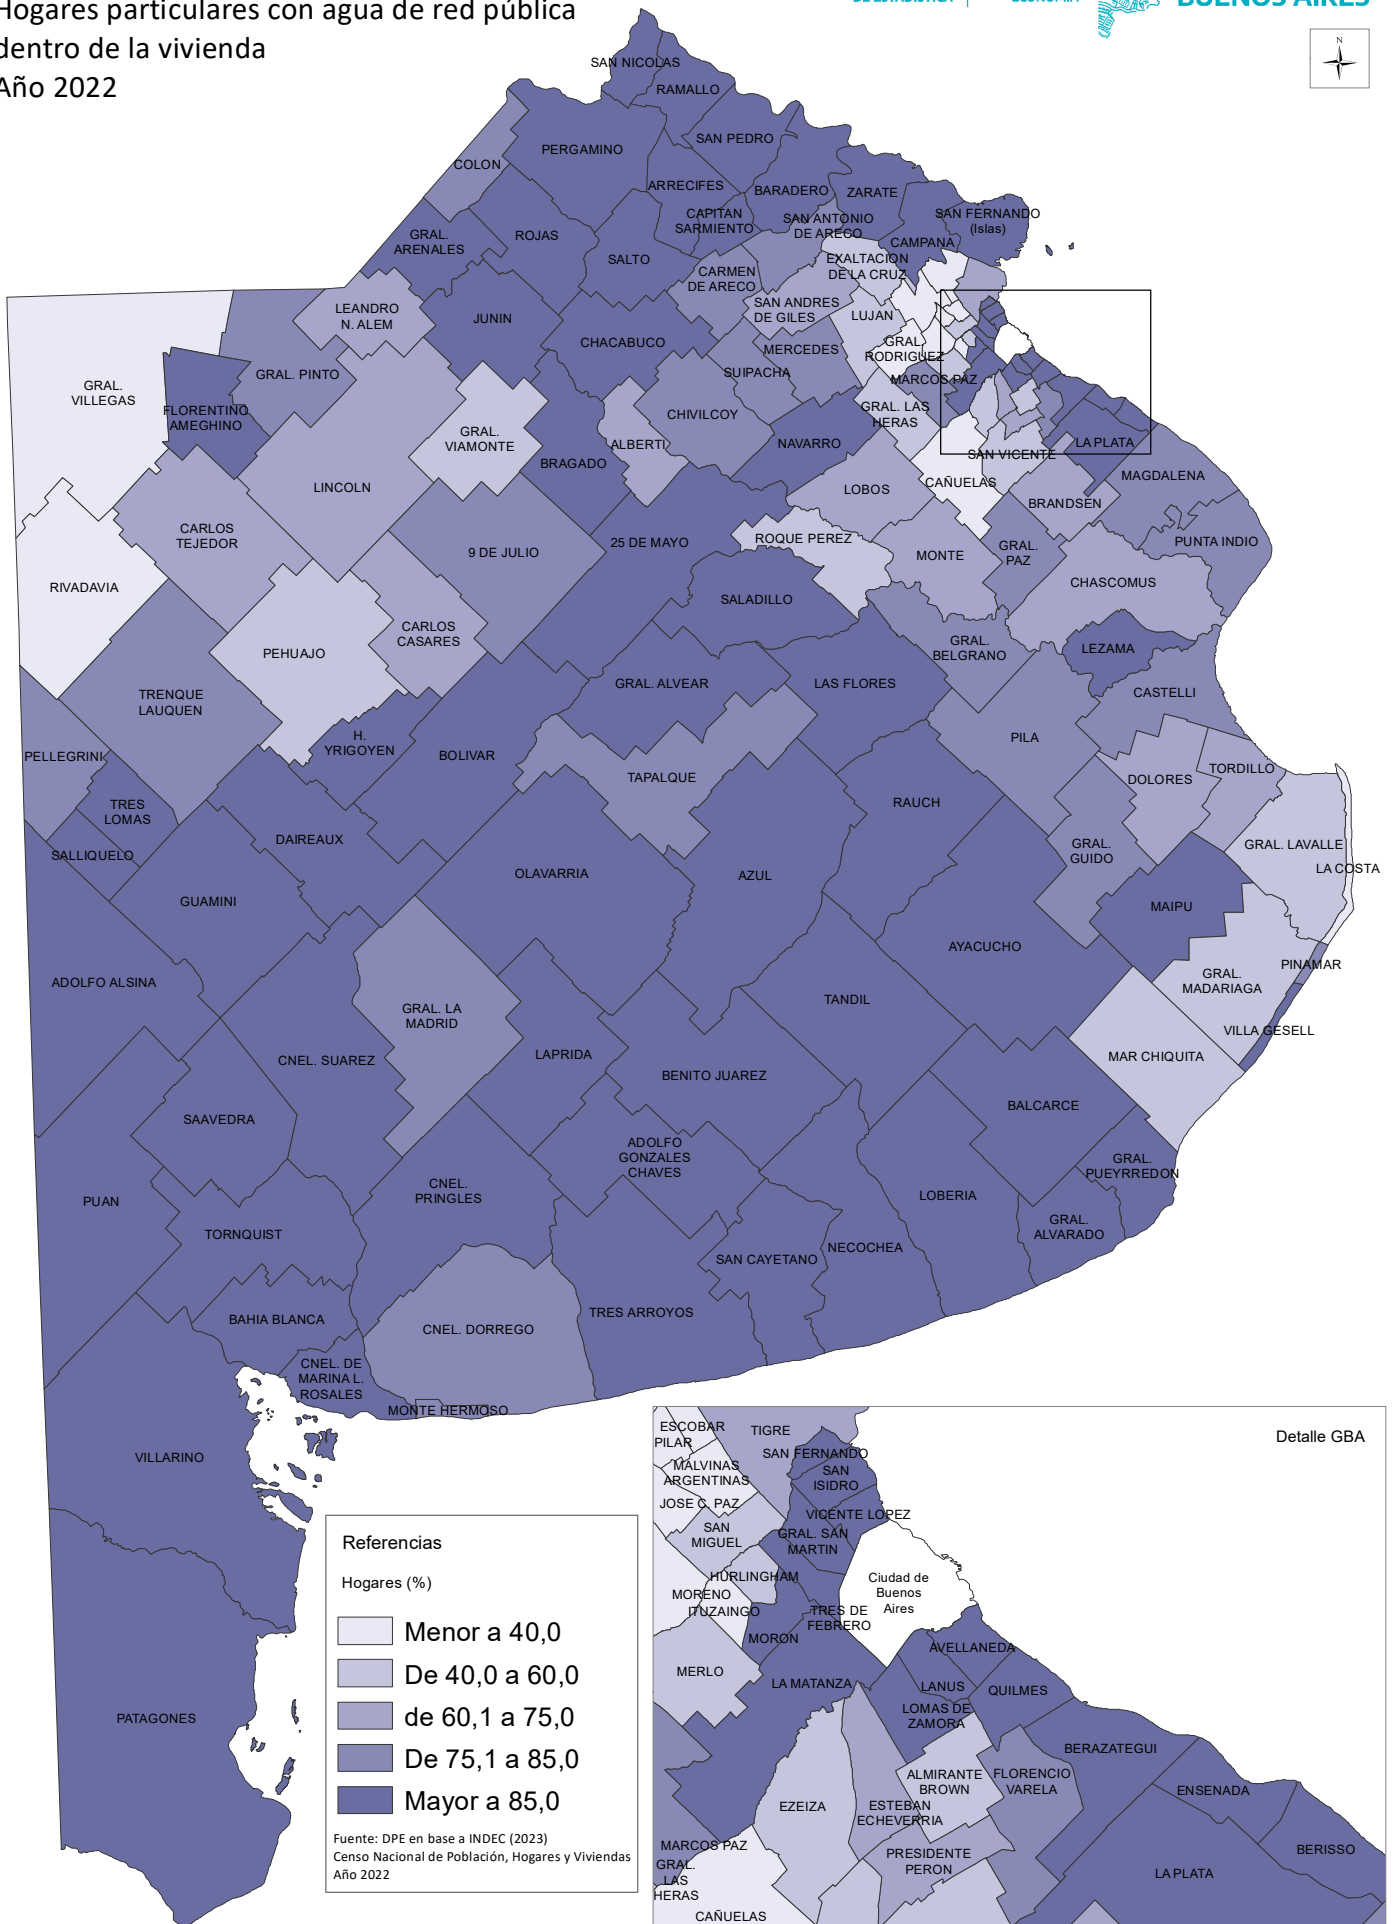 Hogares particulares con agua de red pública
dentro de la vivienda
Año 2022
DE ESTADÍSTICA
ECONOMÍA
BUENOS AIRES
N
SAN NICOLAS
RAMALLO
SAN PEDRO
PERGAMINO
COLON
ARRECIFES
BARADERO
ZARATE
CAPITAN
SARMIENTO
SAN ANTONIO
DE ARECO
SAN FERNANDO
(Islas)
CAMPANA
GRAL.
ARENALES
ROJAS
SALTO
CARMEN
DE ARECO
EXALTACION
DE LA CRUZ
LEANDRO
N. ALEM
JUNIN
SAN ANDRES
DE GILES
LUJAN
CHACABUCO
MERCEDES
GRAL.
RODRIGUEZ
GRAL.
VILLEGAS
GRAL. PINTO
SUIPACHA
MARCOS PAZ
FLORENTINO
AMEGHINO
CHIVILCOY
GRAL. LAS
HERAS
GRAL.
VIAMONTE
ALBERTI
NAVARRO
LA PLATA
BRAGADO
SAN VICENTE
LINCOLN
LOBOS
CAÑUELAS
MAGDALENA
BRANDSEN
CARLOS
TEJEDOR
9 DE JULIO
25 DE MAYO
ROQUE PEREZ
MONTE
GRAL.
PAZ
PUNTA INDIO
RIVADAVIA
CHASCOMUS
SALADILLO
CARLOS
CASARES
PEHUAJO
GRAL.
BELGRANO
LEZAMA
TRENQUE
LAUQUEN
GRAL. ALVEAR
LAS FLORES
CASTELLI
H.
YRIGOYEN
PILA
PELLEGRINI
BOLIVAR
TAPALQUE
DOLORES
TORDILLO
TRES
LOMAS
RAUCH
DAIREAUX
SALLIQUELO
GRAL.
GUIDO
GRAL. LAVALLE
LA COSTA
OLAVARRIA
AZUL
GUAMINI
MAIPU
AYACUCHO
PINAMAR
ADOLFO ALSINA
GRAL.
MADARIAGA
TANDIL
GRAL. LA
MADRID
VILLA GESELL
LAPRIDA
MAR CHIQUITA
CNEL. SUAREZ
BENITO JUAREZ
BALCARCE
SAAVEDRA
ADOLFO
GONZALES
CHAVES
GRAL.
PUEYRREDON
CNEL.
PRINGLES
LOBERIA
PUAN
GRAL.
ALVARADO
TORNQUIST
NECOCHEA
SAN CAYETANO
TRES ARROYOS
BAHIA BLANCA
CNEL. DORREGO
CNEL. DE
MARINA L.
ROSALES
MONTE HERMOSO
VILLARINO
PATAGONES
Referencias
Hogares (%)
Menor a 40,0
De 40,0 a 60,0
de 60,1 a 75,0
De 75,1 a 85,0
Mayor a 85,0
Fuente: DPE en base a INDEC (2023)
Censo Nacional de Población, Hogares y Viviendas
Año 2022
Detalle GBA
ESCOBAR
TIGRE
PILAR
SAN FERNANDO
MALVINAS
ARGENTINAS
SAN
ISIDRO
JOSE C. PAZ
VICENTE LOPEZ
SAN
MIGUEL
GRAL. SAN
MARTIN
HURLINGHAM
Ciudad de
Buenos
Aires
MORENO
ITUZAINGO
TRES DE
FEBRERO
MORON
AVELLANEDA
MERLO
LA MATANZA
LANUS
QUILMES
LOMAS DE
ZAMORA
BERAZATEGUI
ALMIRANTE
BROWN
FLORENCIO
VARELA
ENSENADA
EZEIZA
ESTEBAN
ECHEVERRIA
MARCOS PAZ
BERISSO
PRESIDENTE
PERON
GRAL.
LAS
HERAS
LA PLATA
CAÑUELAS